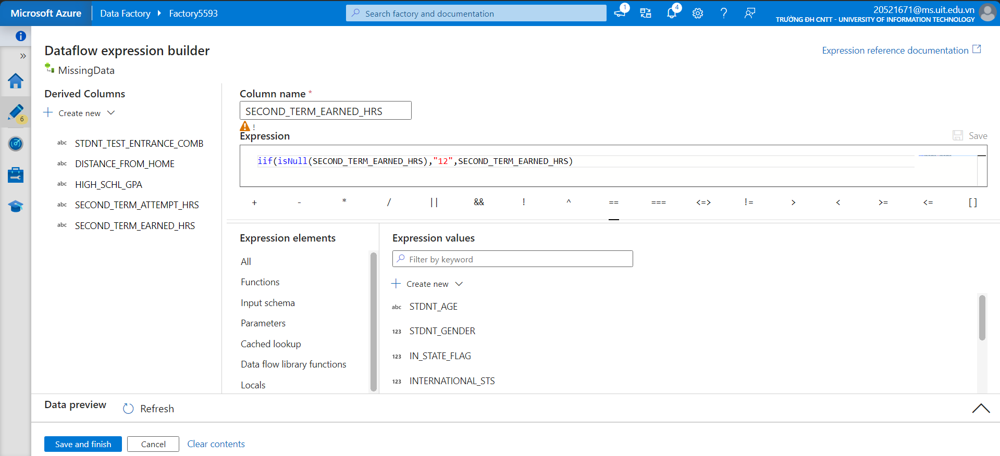 Microsoft Azure
Data Factory
Factory5593
Search factory and documentation
1
4
20521671@ms.uit.edu.vn
TRƯỜNG ĐH CNTT - UNIVERSITY OF INFORMATION TECHNOLOGY
6
Dataflow expression builder
Expression reference documentation
MissingData
Derived Columns
Create new
abc STDNT_TEST_ENTRANCE_COMB
abc DISTANCE_FROM_HOME
abc HIGH_SCHL_GPA
abc SECOND_TERM_ATTEMPT_HRS
abc SECOND_TERM_EARNED_HRS
Column name *
SECOND_TERM_EARNED_HRS
!
Expression
Save
iif(isNull(SECOND_TERM_EARNED_HRS),"12",SECOND_TERM_EARNED_HRS)
+ - * / || && ! ^ == === <=> != > < >= <= []
Expression elements
All
Functions
Input schema
Parameters
Cached lookup
Data flow library functions
Locals
Expression values
Filter by keyword
Create new
abc STDNT_AGE
123 STDNT_GENDER
123 IN_STATE_FLAG
123 INTERNATIONAL_STS
Data preview
Refresh
Save and finish
Cancel
Clear contents